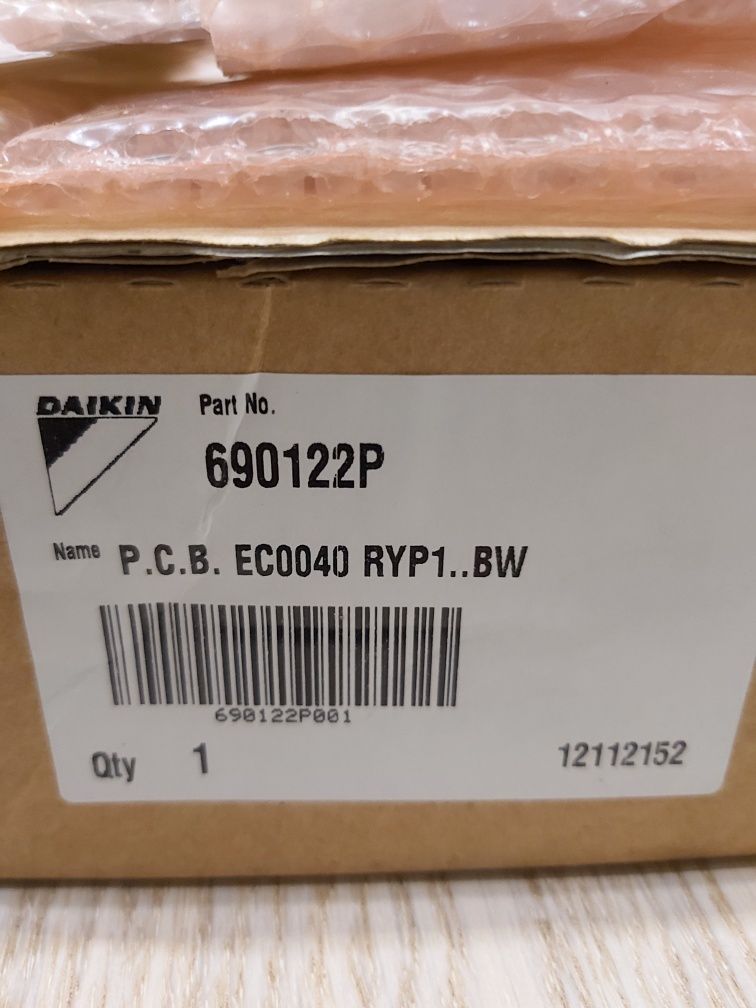 DAIKIN
Part No.
690122P
Name P.C.B. EC0040 RYP1..BW
690122P001
Qty 1
12112152